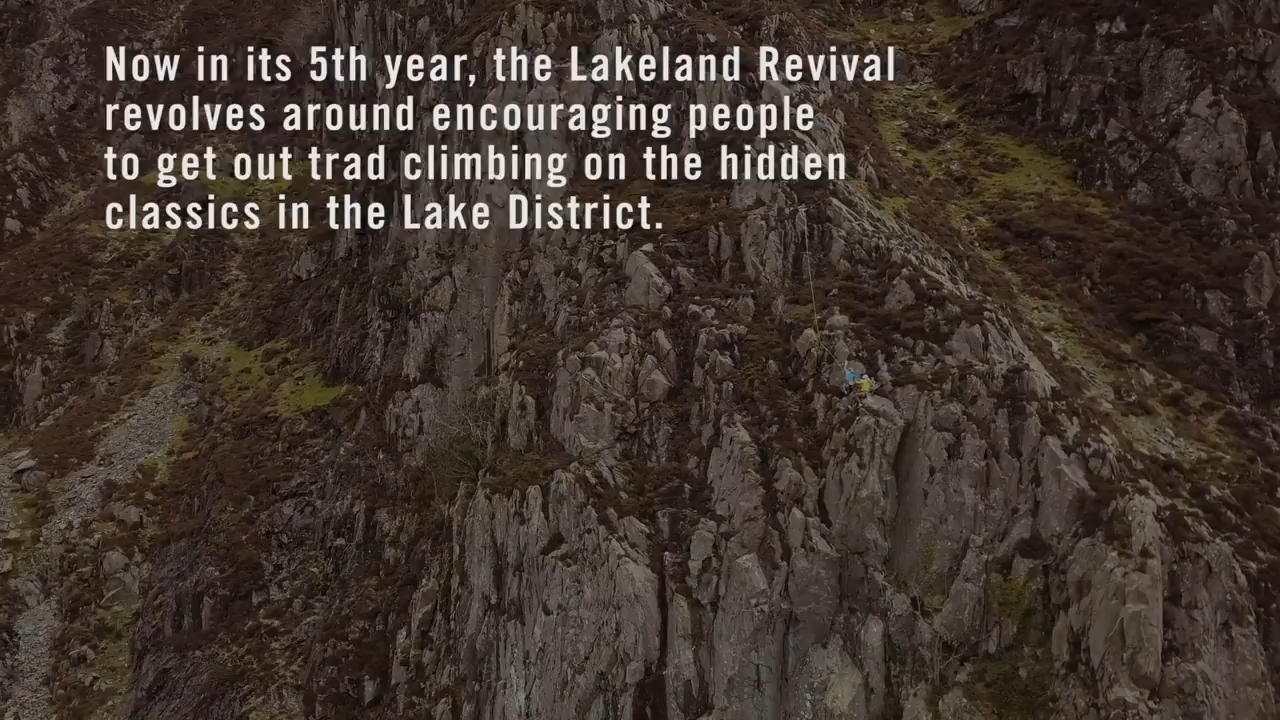 Now in its 5th year, the Lakeland Revival
revolves around encouraging people
to get out trad climbing on the hidden
classics in the Lake District.